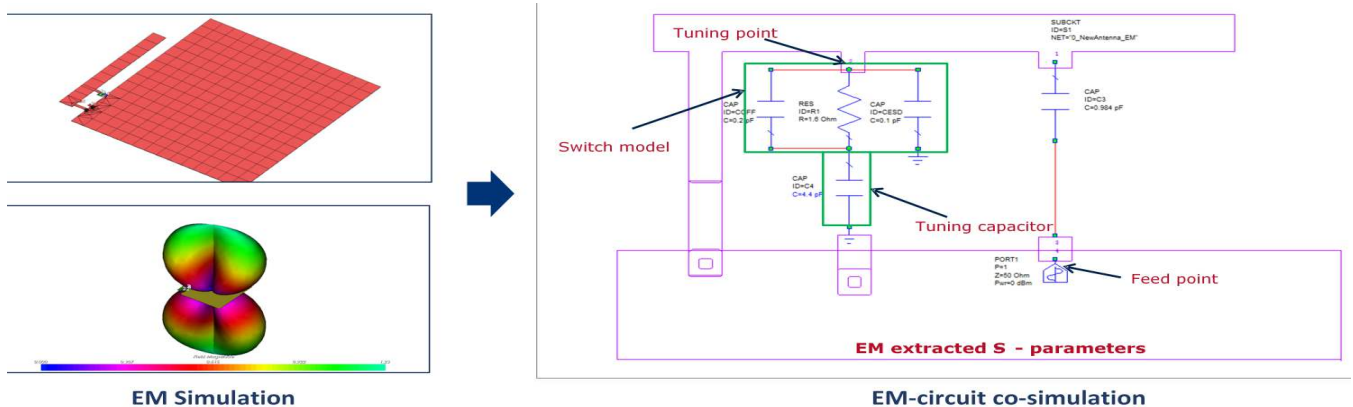 EM Simulation
Tuning point
SUBCKT
ID=S1
NET="0_NewAntenna_EM"
1
CAP
ID=COFF
C=0.2 pF
RES
ID=R1
R=1.6 Ohm
CAP
ID=CESD
C=0.1 pF
CAP
ID=C3
C=0.984 pF
Switch model
CAP
ID=C4
C=4.4 pF
Tuning capacitor
3
4
PORT1
P=1
Z=50 Ohm
Pwr=0 dBm
Feed point
EM extracted S - parameters
EM-circuit co-simulation